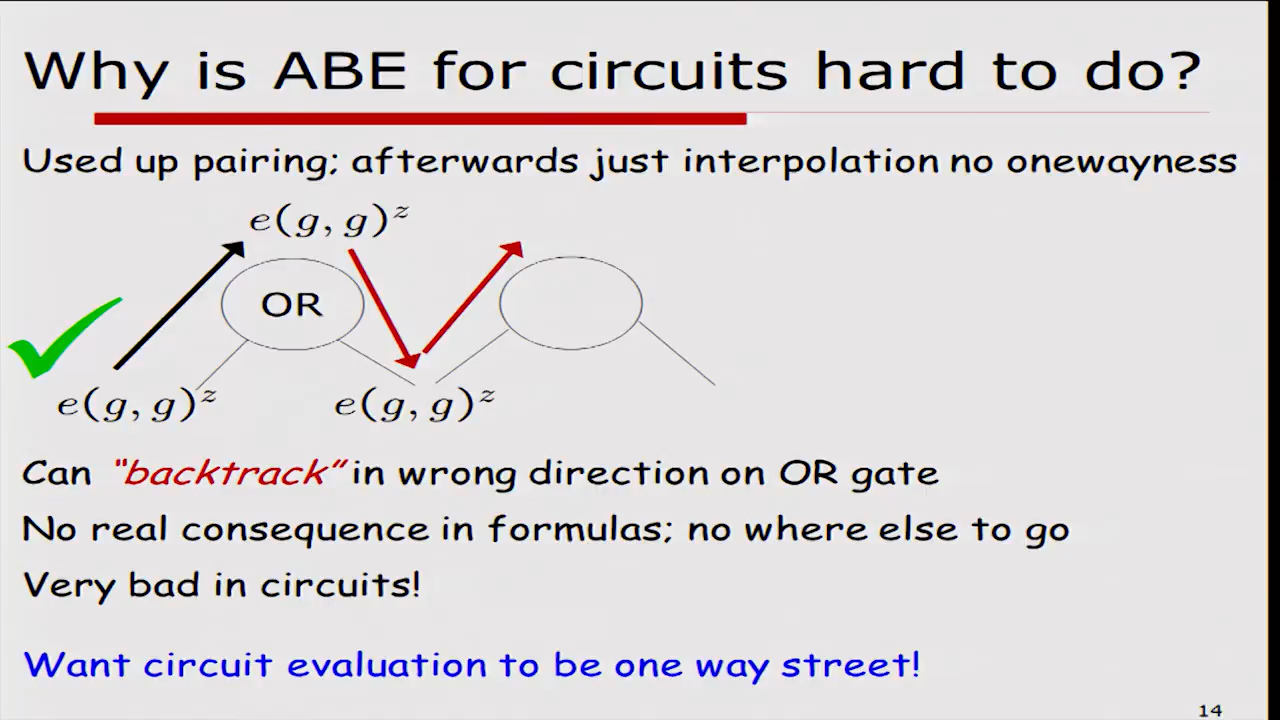 Why is ABE for circuits hard to do?
Used up pairing; afterwards just interpolation no onewayness
e(g, g)^z
OR
e(g, g)^z e(g, g)^z
Can "backtrack" in wrong direction on OR gate
No real consequence in formulas; no where else to go
Very bad in circuits!
Want circuit evaluation to be one way street!
14